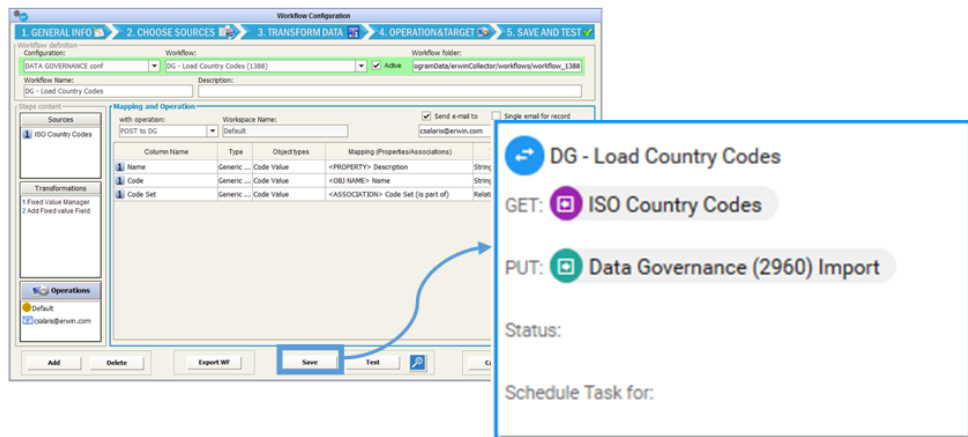 Workflow Configuration
1. GENERAL INFO 2. CHOOSE SOURCES 3. TRANSFORM DATA 4. OPERATION&TARGET 5. SAVE AND TEST
Workflow definition
Configuration: Workflow: Workflow folder:
DATA GOVERNANCE conf DG - Load Country Codes (1388) Active ogramData/erwinCollector/workflows/workflow_1388
Workflow Name: Description:
DG - Load Country Codes
Steps content
Sources
1 ISO Country Codes
Transformations
1 Fixed Value Manager
2 Add Fixed value Field
Operations
Default
csalaris@erwin.com
Mapping and Operation
with operation: Workspace Name: Send e-mail to Single email for record
POST to DG Default csalaris@erwin.com
Column Name Type Object types Mapping (Properties/Associations)
1 Name Generic ... Code Value <PROPERTY> Description String
1 Code Generic ... Code Value <OBJ NAME> Name String
1 Code Set Generic ... Code Value <ASSOCIATION> Code Set (is part of) Relati
Add Delete Export WF Save Test
DG - Load Country Codes
GET: ISO Country Codes
PUT: Data Governance (2960) Import
Status:
Schedule Task for: